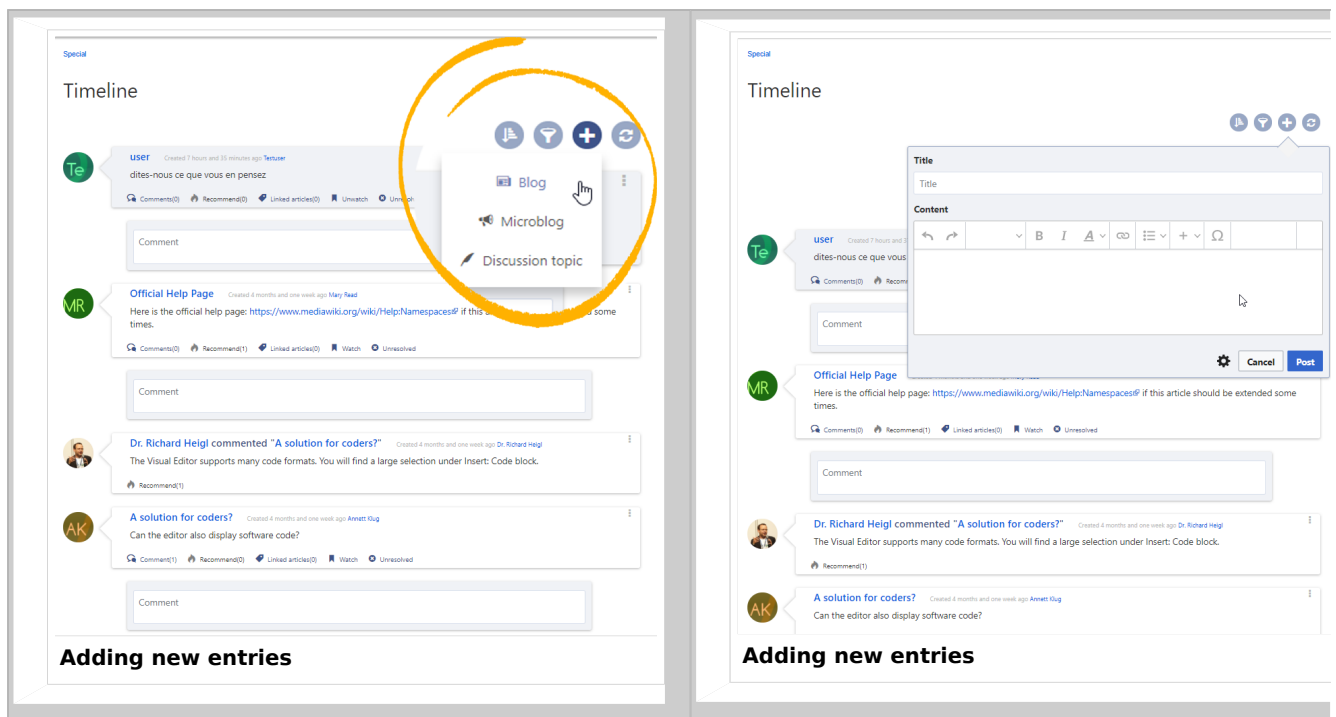 Special
Timeline
Blog
Microblog
Discussion topic
user Created 7 hours and 35 minutes ago Testuser
dites-nous ce que vous en pensez
Comments(0) Recommend(0) Linked articles(0) Unwatch
Comment
MR
Official Help Page Created 4 months and one week ago Mary Read
Here is the official help page: https://www.mediawiki.org/wiki/Help:Namespaces if this some
times.
Comments(0) Recommend(1) Linked articles(0) Watch Unresolved
Comment
Dr. Richard Heigl commented "A solution for coders?" Created 4 months and one week ago Dr. Richard Heigl
The Visual Editor supports many code formats. You will find a large selection under Insert: Code block.
Recommend(1)
AK
A solution for coders? Created 4 months and one week ago Annett Klug
Can the editor also display software code?
Comment(1) Recommend(0) Linked articles(0) Watch Unresolved
Comment
Adding new entries
Special
Timeline
Title
Title
Content
B I A Ω
Te
user Created 7 hours and
dites-nous ce que vous
Comments(0)
Comment
Cancel Post
MR
Official Help Page
Here is the official help page: https://www.mediawiki.org/wiki/Help:Namespaces if this article should be extended some
times.
Comments(0) Recommend(1) Linked articles(0) Watch Unresolved
Comment
Dr. Richard Heigl commented "A solution for coders?" Created 4 months and one week ago Dr. Richard Heigl
The Visual Editor supports many code formats. You will find a large selection under Insert: Code block.
Recommend(1)
AK
A solution for coders? Created 4 months and one week ago Annett Klug
Can the editor also display software code?
Adding new entries